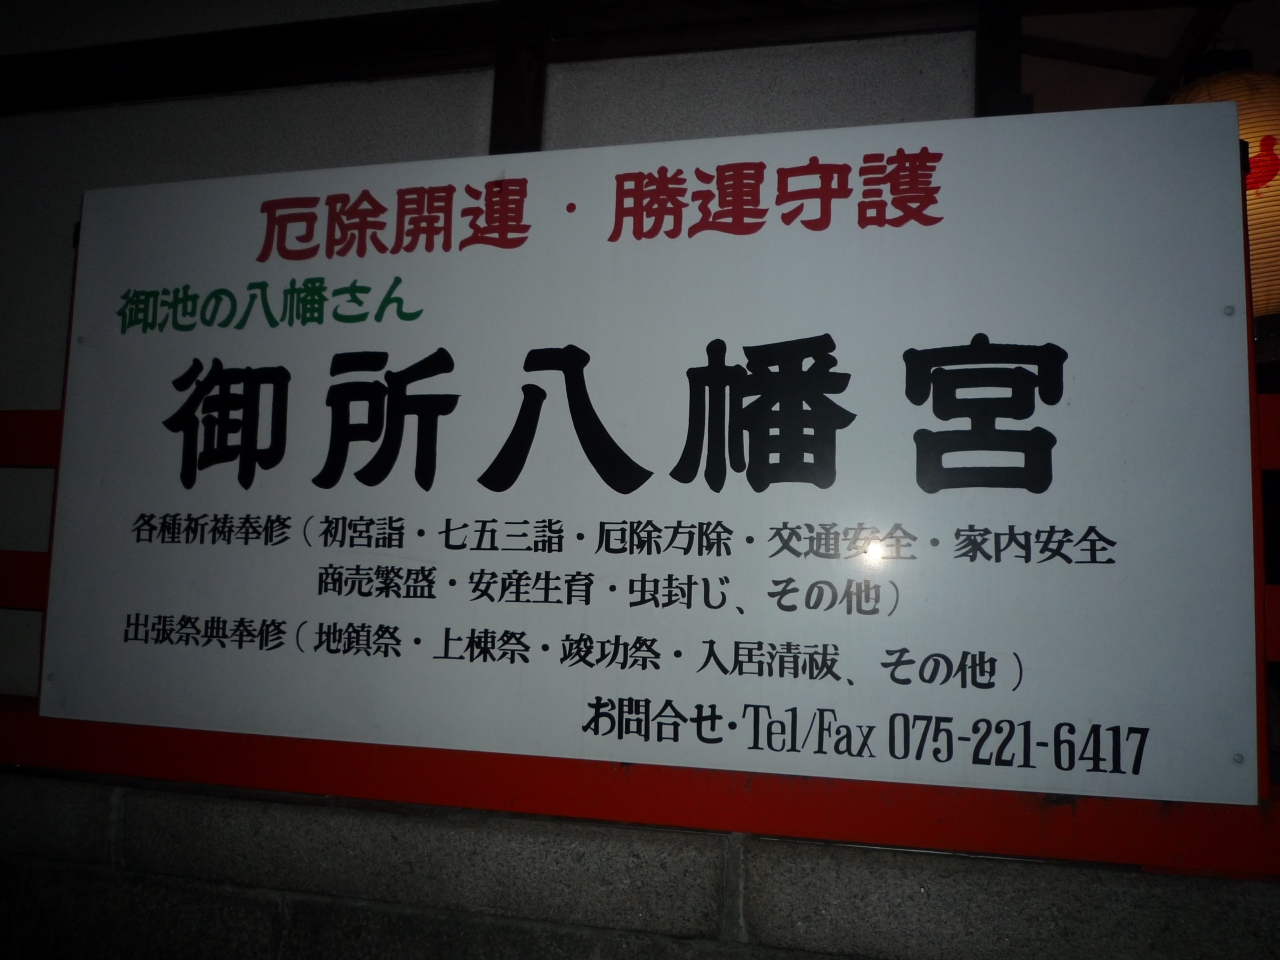 厄除開運・勝運守護
御池の八幡さん
御所八幡宮
各種祈祷奉修（初宮詣・七五三詣・厄除方除・交通安全・家内安全
商売繁盛・安産生育・虫封じ、その他）
出張祭典奉修（地鎮祭・上棟祭・竣功祭・入居清祓、その他）
お問合せ・Tel/Fax 075-221-6417